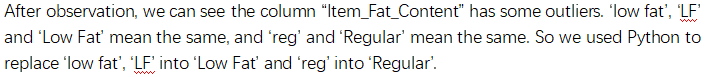 After observation, we can see the column “Item_Fat_Content” has some outliers. ‘low fat’, ‘LF’
and ‘Low Fat’ mean the same, and ‘reg’ and ‘Regular’ mean the same. So we used Python to
replace ‘low fat’, ‘LF’ into ‘Low Fat’ and ‘reg’ into ‘Regular’.